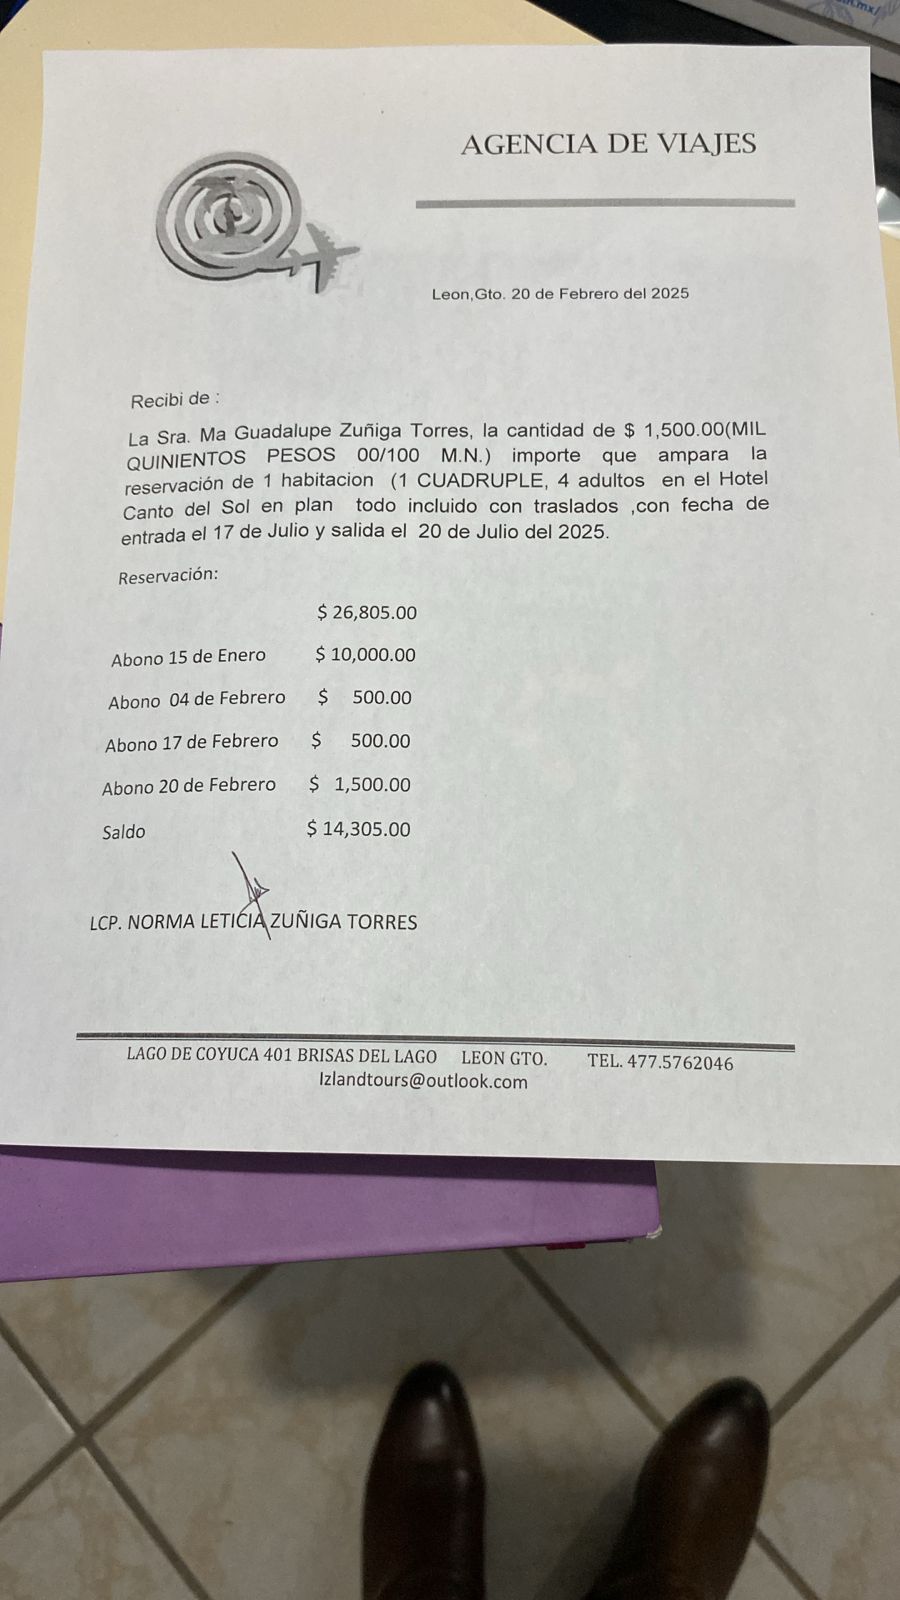 AGENCIA DE VIAJES
Leon,Gto. 20 de Febrero del 2025
Recibi de :
La Sra. Ma Guadalupe Zuñiga Torres, la cantidad de $ 1,500.00(MIL
QUINIENTOS PESOS 00/100 M.N.) importe que ampara la
reservación de 1 habitacion (1 CUADRUPLE, 4 adultos en el Hotel
Canto del Sol en plan todo incluido con traslados ,con fecha de
entrada el 17 de Julio y salida el 20 de Julio del 2025.
Reservación:
$ 26,805.00
Abono 15 de Enero $ 10,000.00
Abono 04 de Febrero $ 500.00
Abono 17 de Febrero $ 500.00
Abono 20 de Febrero $ 1,500.00
Saldo $ 14,305.00
LCP. NORMA LETICIA ZUÑIGA TORRES
LAGO DE COYUCA 401 BRISAS DEL LAGO LEON GTO. TEL. 477.5762046
Izlandtours@outlook.com